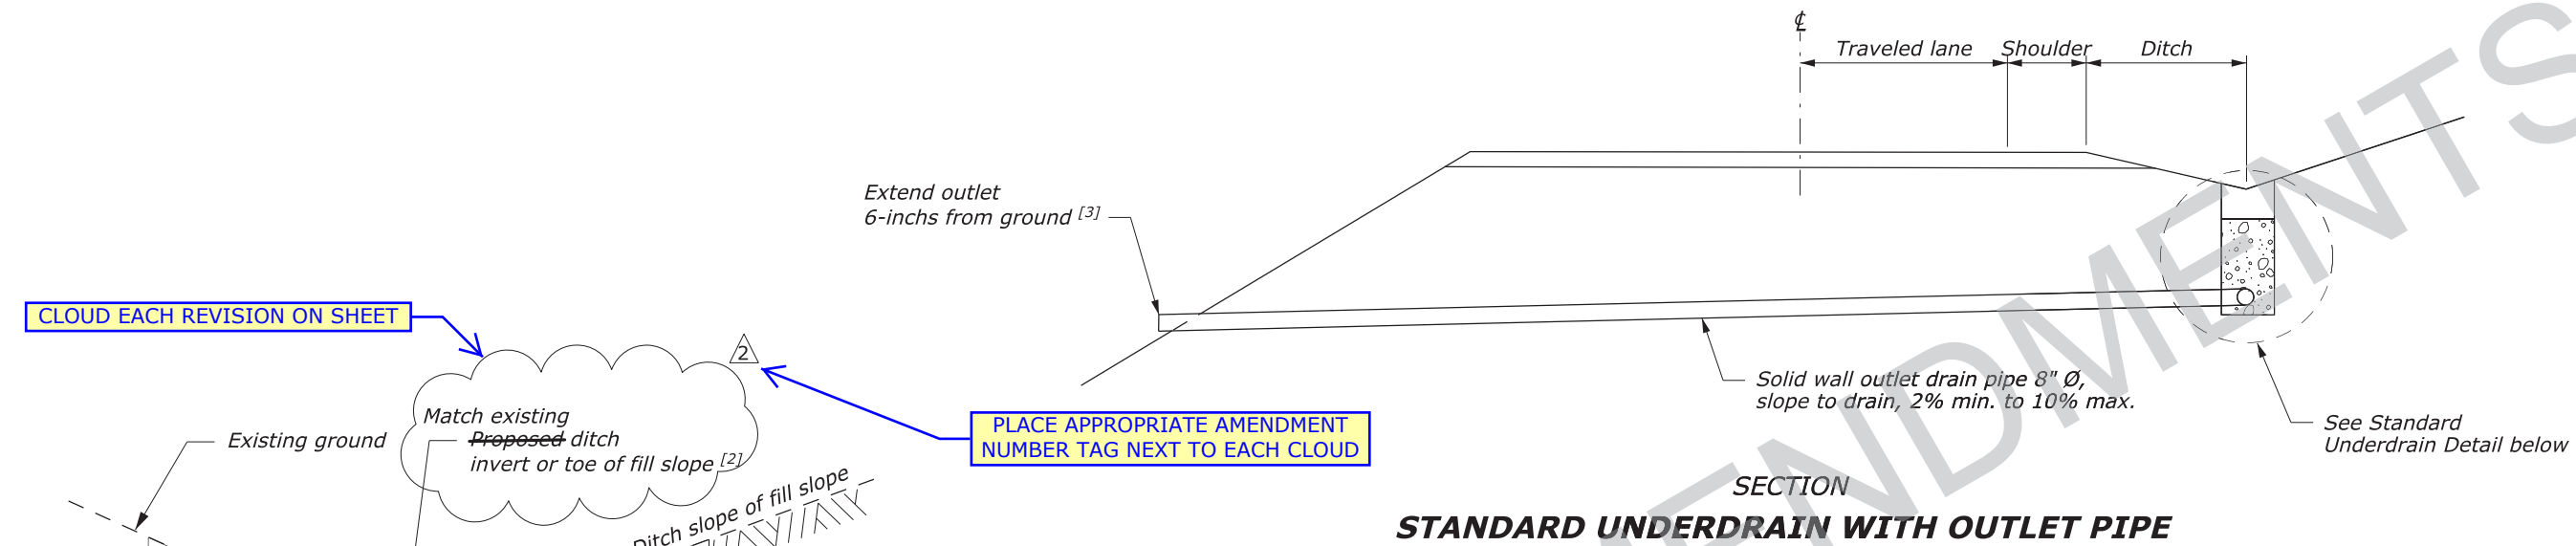 ℄
Traveled lane
Shoulder
Ditch
Extend outlet
6-inchs from ground [3]
CLOUD EACH REVISION ON SHEET
2
Match existing
Proposed ditch
invert or toe of fill slope [2]
Existing ground
PLACE APPROPRIATE AMENDMENT
NUMBER TAG NEXT TO EACH CLOUD
Solid wall outlet drain pipe 8" Ø,
slope to drain, 2% min. to 10% max.
See Standard
Underdrain Detail below
Ditch slope of fill slope
SECTION
STANDARD UNDERDRAIN WITH OUTLET PIPE
MENDMENTS